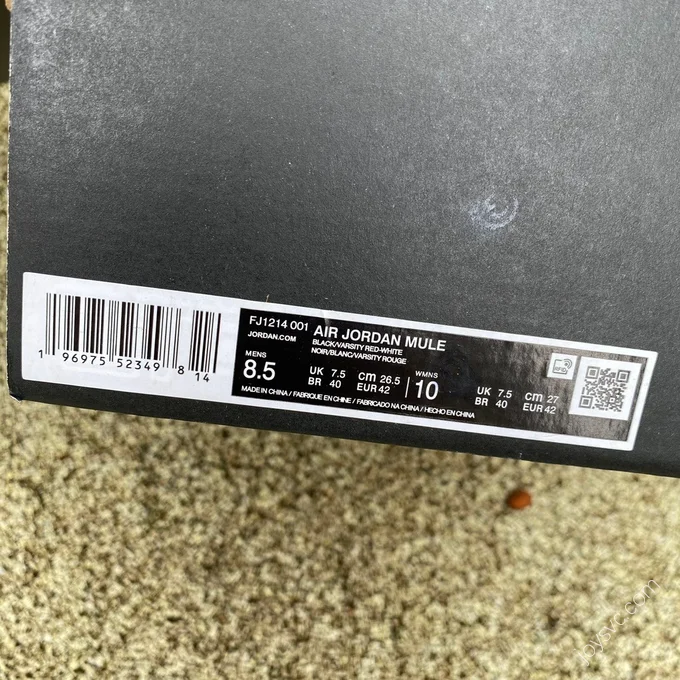 1 96975 52349 8 14
FJ1214 001 AIR JORDAN MULE
JORDAN.COM BLACK/VARSITY RED-WHITE
NOIR/BLANC/VARSITY ROUGE
RFID
MENS
8.5
UK 7.5
BR 40
cm 26.5
EUR 42
WMNS
10
UK 7.5
BR 40
cm 27
EUR 42
MADE IN CHINA / FABRIQUE EN CHINE / FABRICADO NA CHINA / HECHO EN CHINA